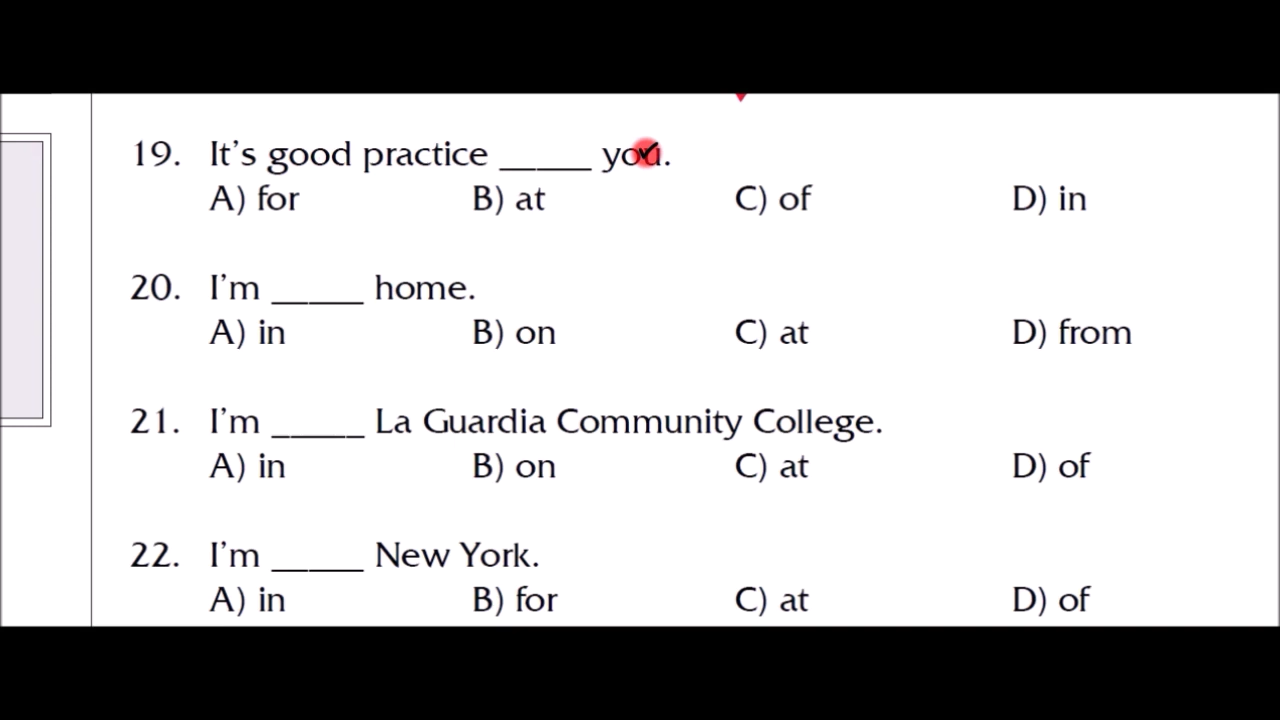 19. It's good practice _____ you.
A) for B) at C) of D) in
20. I'm _____ home.
A) in B) on C) at D) from
21. I'm _____ La Guardia Community College.
A) in B) on C) at D) of
22. I'm _____ New York.
A) in B) for C) at D) of